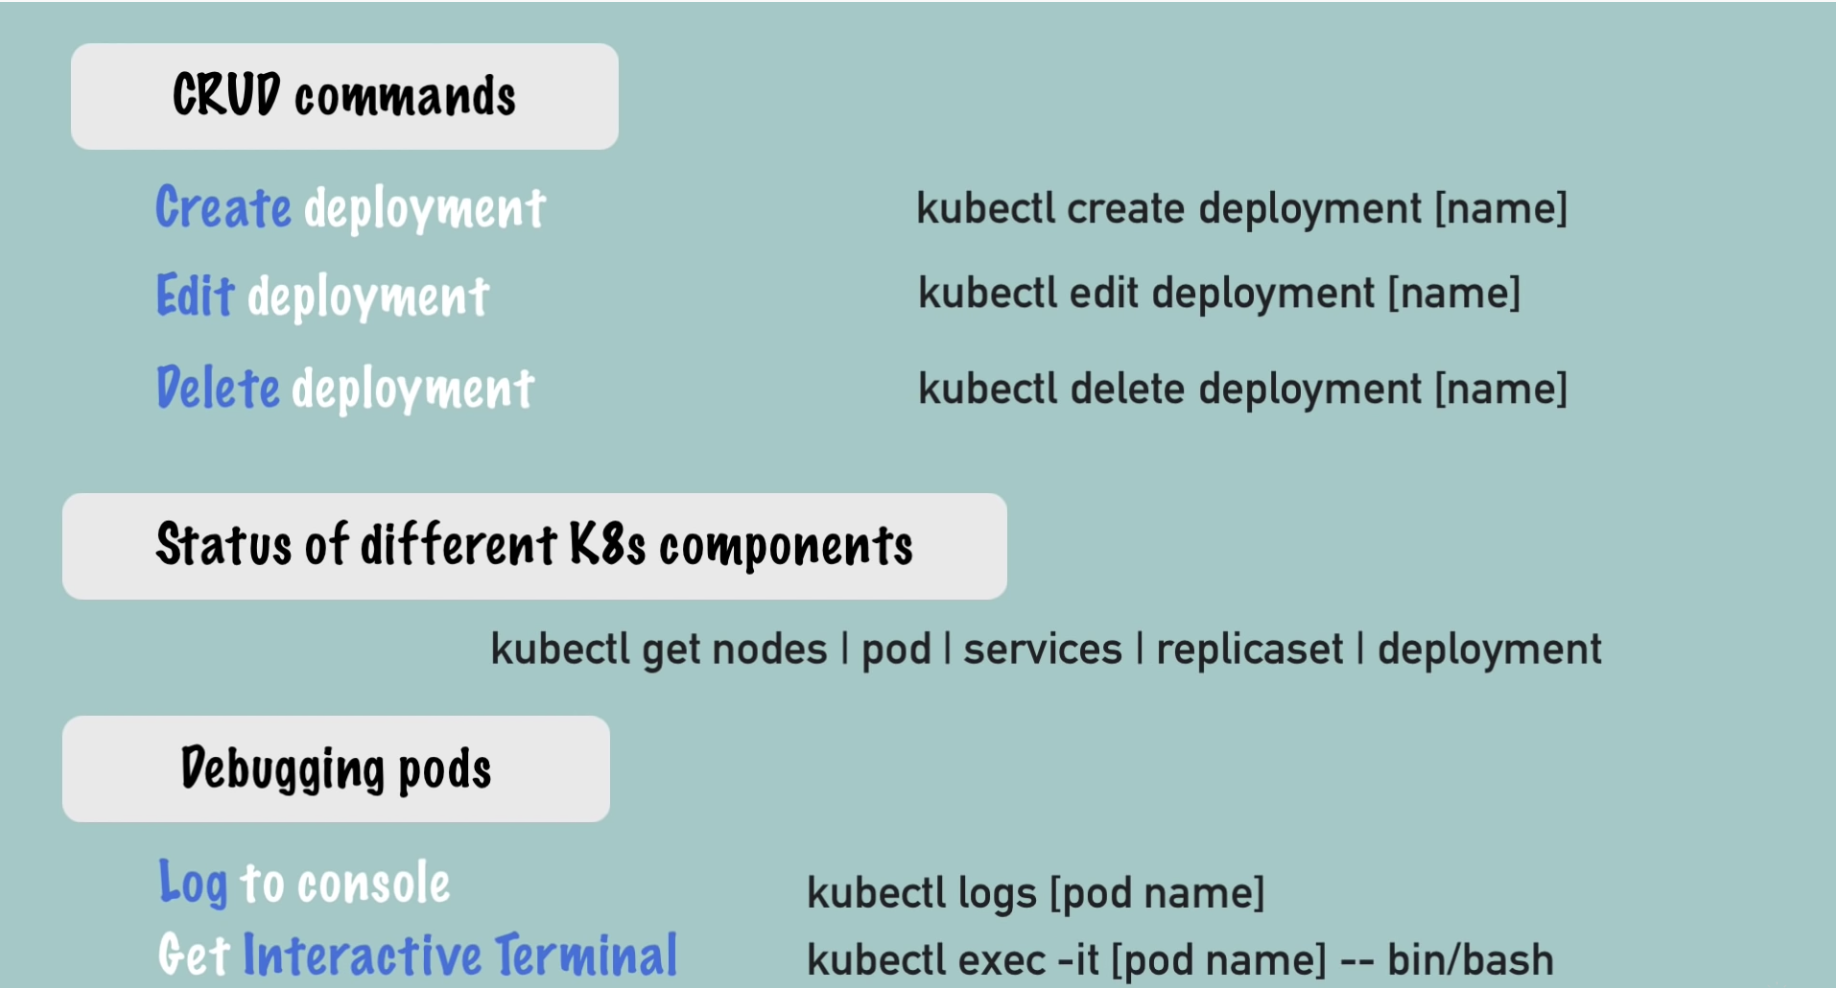 CRUD commands
Create deployment kubectl create deployment [name]
Edit deployment kubectl edit deployment [name]
Delete deployment kubectl delete deployment [name]
Status of different K8s components
kubectl get nodes | pod | services | replicaset | deployment
Debugging pods
Log to console kubectl logs [pod name]
Get Interactive Terminal kubectl exec -it [pod name] -- bin/bash